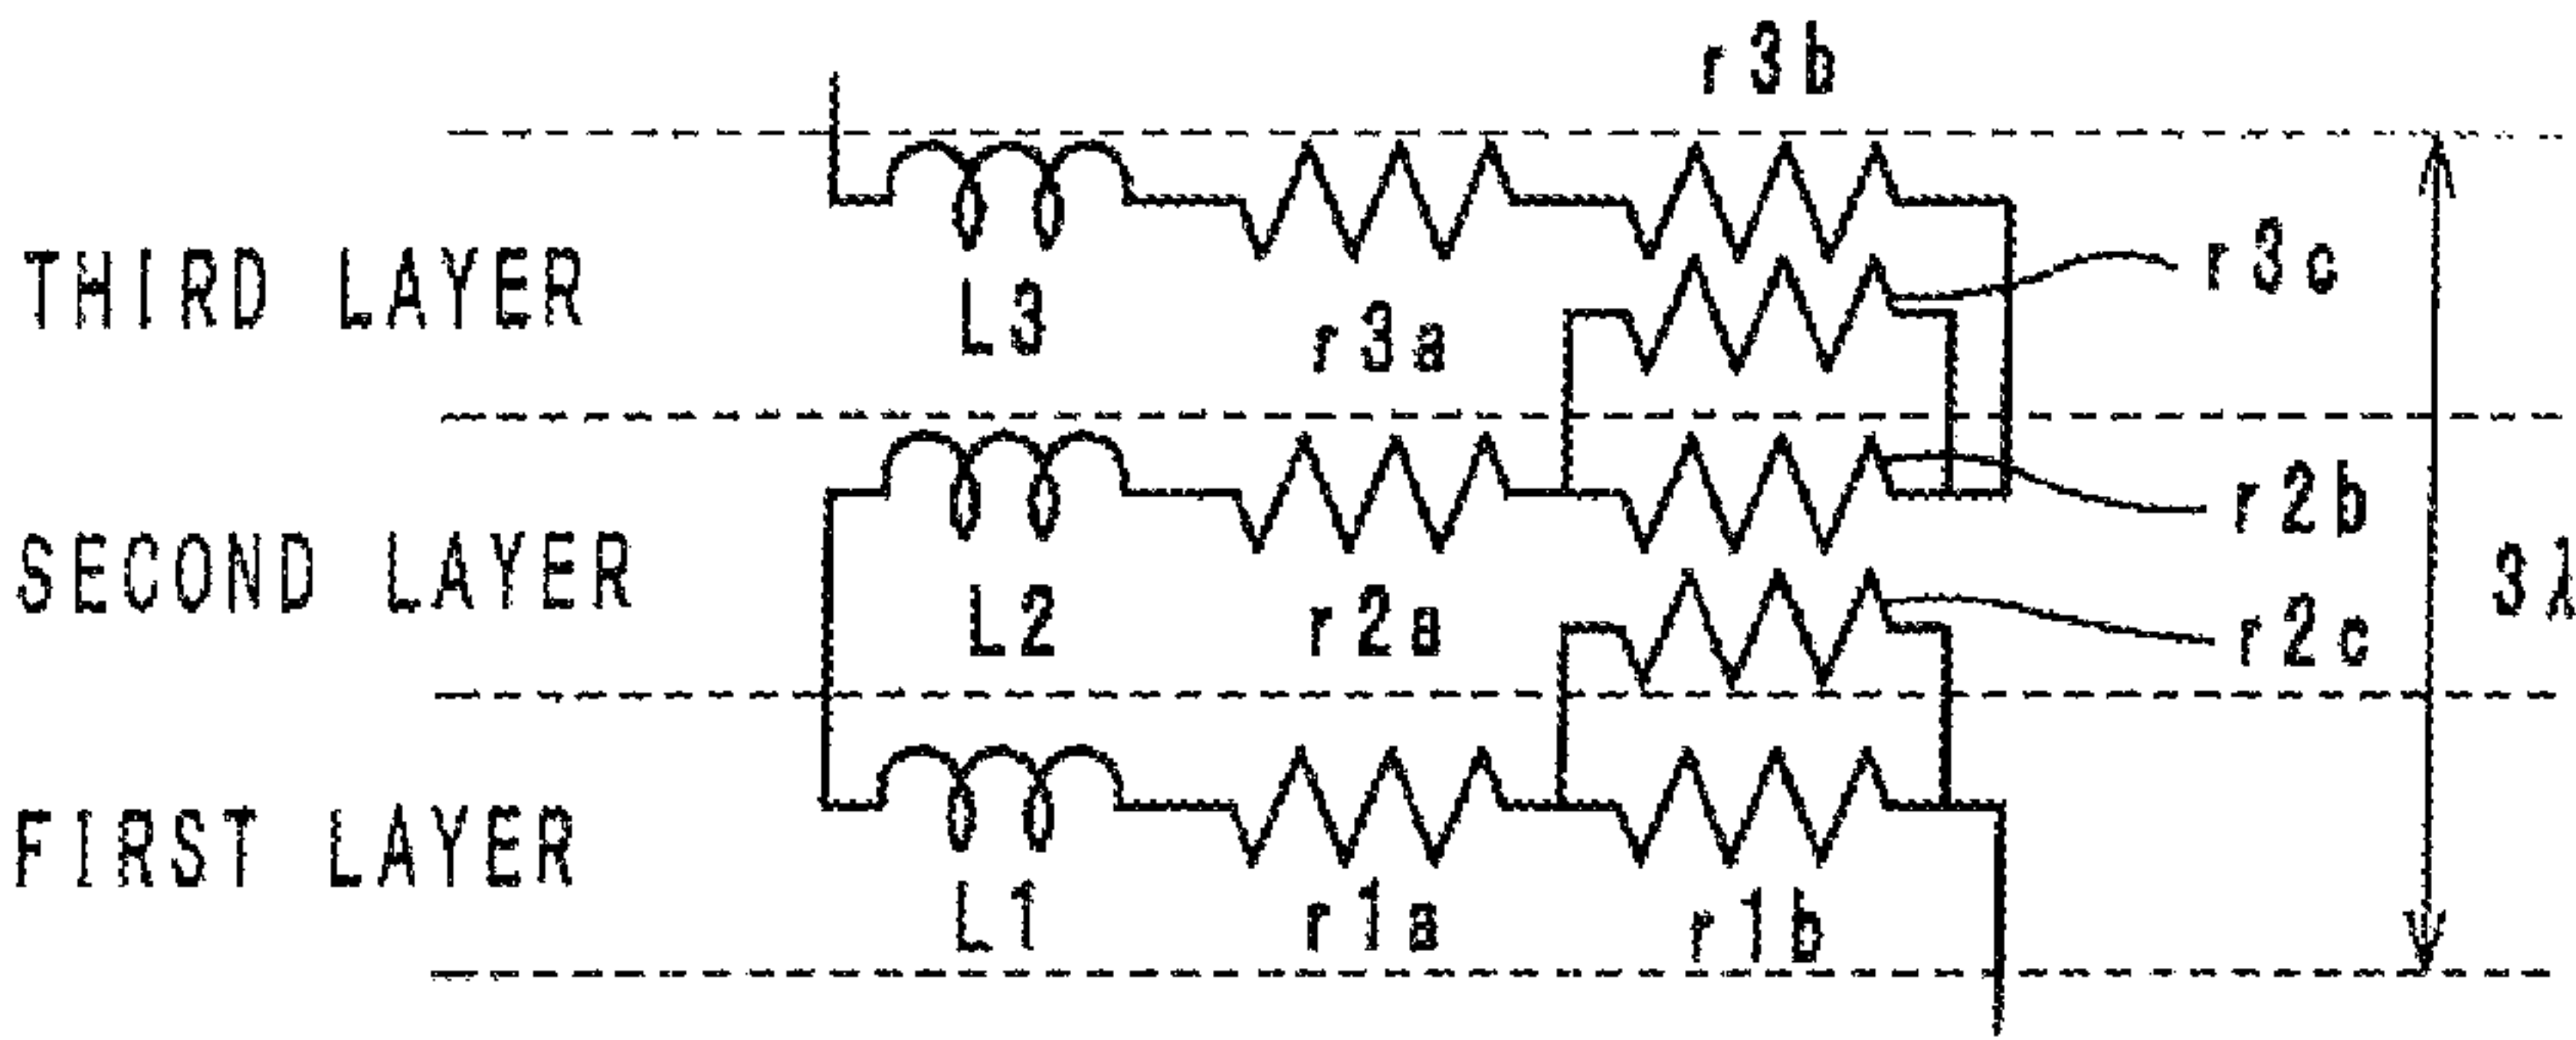 r3b
THIRD LAYER
L3
r3a
r3c
SECOND LAYER
L2
r2a
r2b
r2c
3λ
FIRST LAYER
L1
r1a
r1b